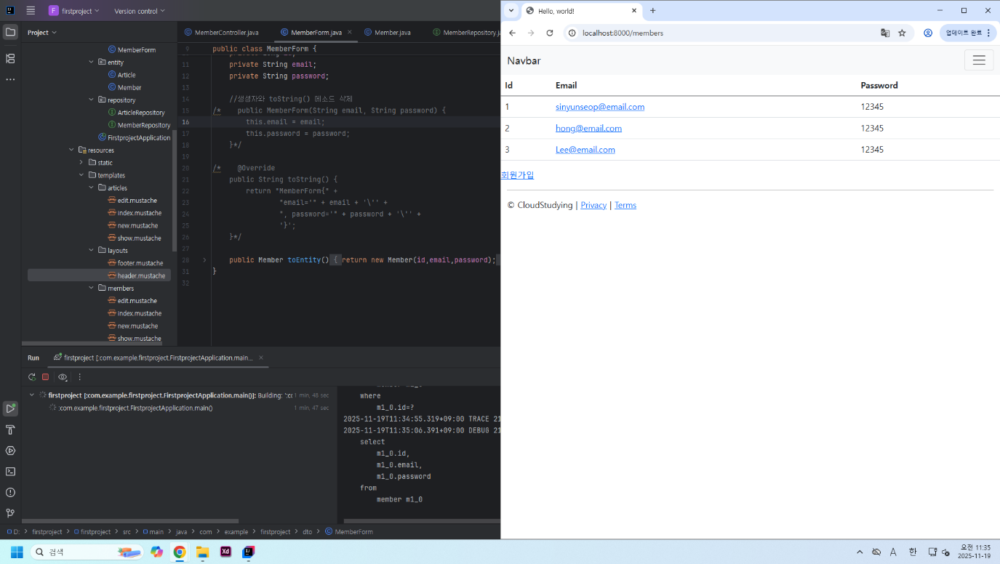 F firstproject
Version control
Project
MemberForm
entity
Article
Member
repository
ArticleRepository
MemberRepository
FirstprojectApplication
resources
static
templates
articles
edit.mustache
index.mustache
new.mustache
show.mustache
layouts
footer.mustache
header.mustache
members
edit.mustache
index.mustache
new.mustache
show.mustache
MemberController.java
MemberForm.java
Member.java
MemberRepository.ja
9 public class MemberForm {
11 private String email;
12 private String password;
13
14 //생성자와 toString() 메소드 삭제
15 /* public MemberForm(String email, String password) {
16 this.email = email;
17 this.password = password;
18 }*/
19
20 /* @Override
21 public String toString() {
22 return "MemberForm{" +
23 "email='" + email + '\'' +
24 ", password='" + password + '\'' +
25 '}';
26 }*/
27
28 public Member toEntity() { return new Member(id,email,password);
31 }
32
Run
firstproject [:com.example.firstproject.FirstprojectApplication.main...
firstproject [:com.example.firstproject.FirstprojectApplication.main()]: Building ':co 1 min, 48 sec
:com.example.firstproject.FirstprojectApplication.main() 1 min, 47 sec
where
m1_0.id=?
2025-11-19T11:34:55.319+09:00 TRACE 21
2025-11-19T11:35:06.391+09:00 DEBUG 21
select
m1_0.id,
m1_0.email,
m1_0.password
from
member m1_0
D: > firstproject > src > main > java > com > example > firstproject > dto > MemberForm
Hello, world!
localhost:8000/members
업데이트 완료
Navbar
Id Email Password
1 sinyunseop@email.com 12345
2 hong@email.com 12345
3 Lee@email.com 12345
회원가입
© CloudStudying | Privacy | Terms
검색
Xd
A
한
오전 11:35
2025-11-19